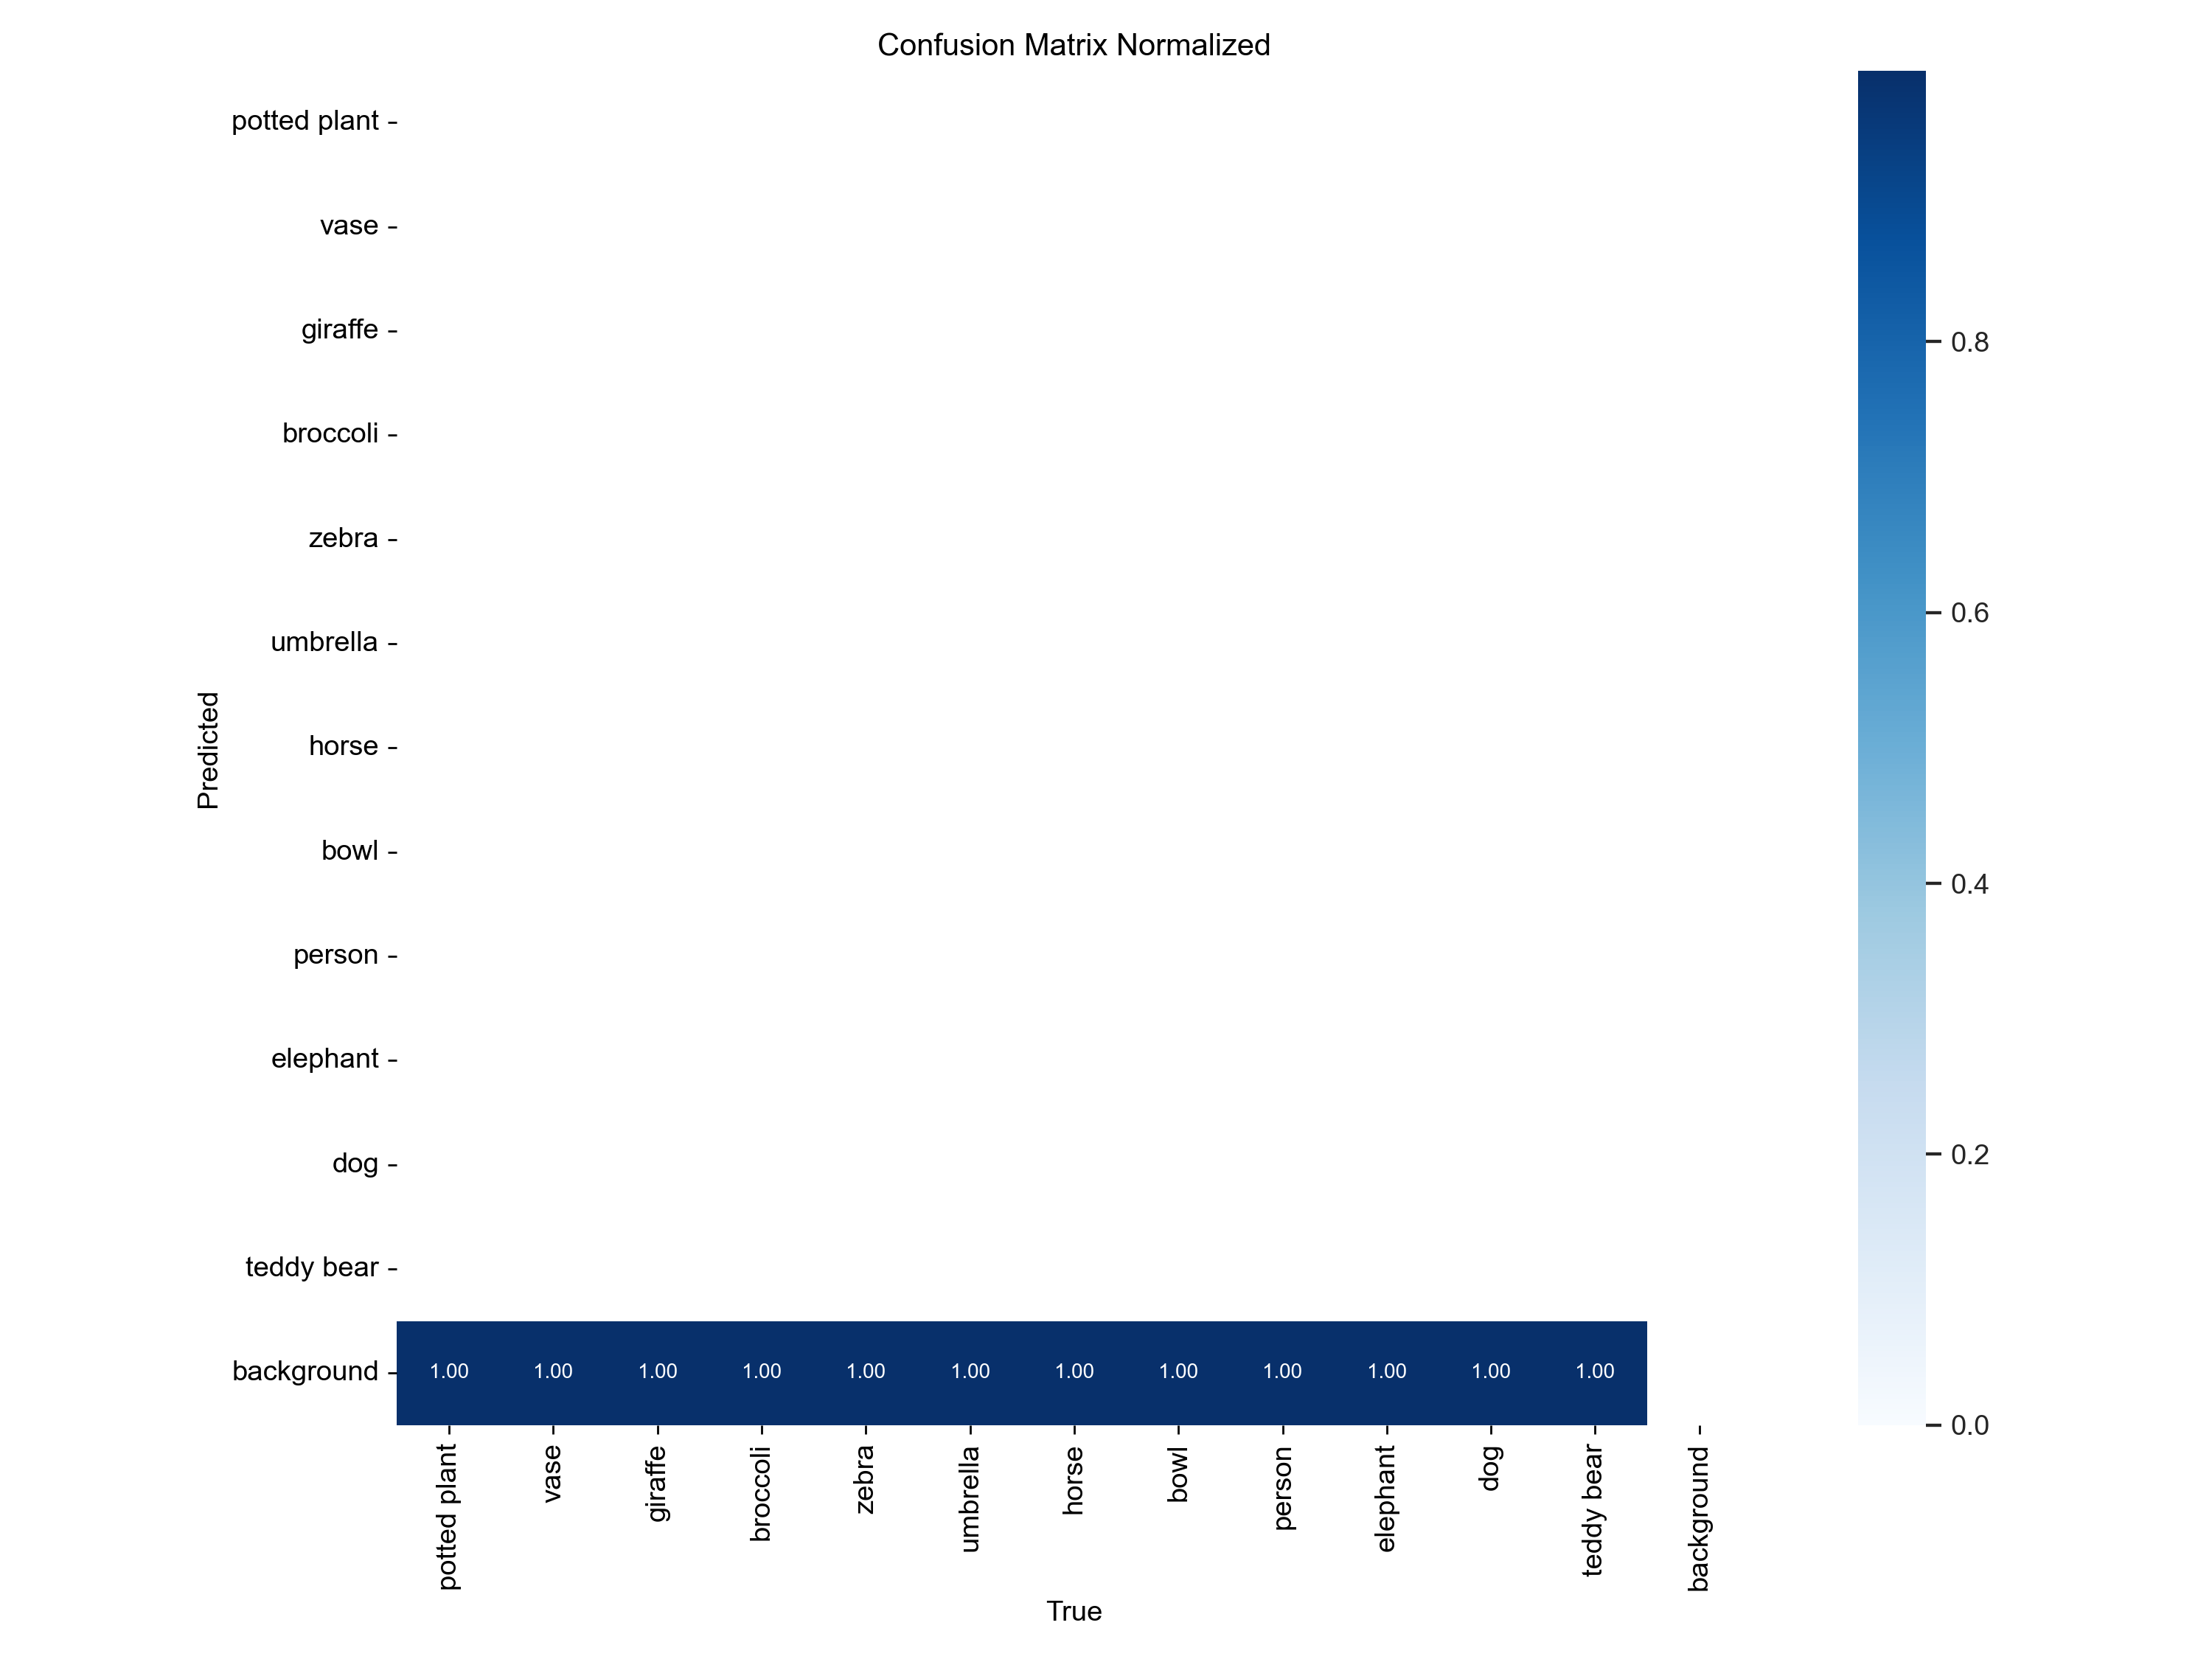 Confusion Matrix Normalized
potted plant
vase
giraffe
broccoli
zebra
umbrella
horse
bowl
person
elephant
dog
teddy bear
background
Predicted
1.00 1.00 1.00 1.00 1.00 1.00 1.00 1.00 1.00 1.00 1.00 1.00
potted plant
vase
giraffe
broccoli
zebra
umbrella
horse
bowl
person
elephant
dog
teddy bear
background
True
0.8
0.6
0.4
0.2
0.0